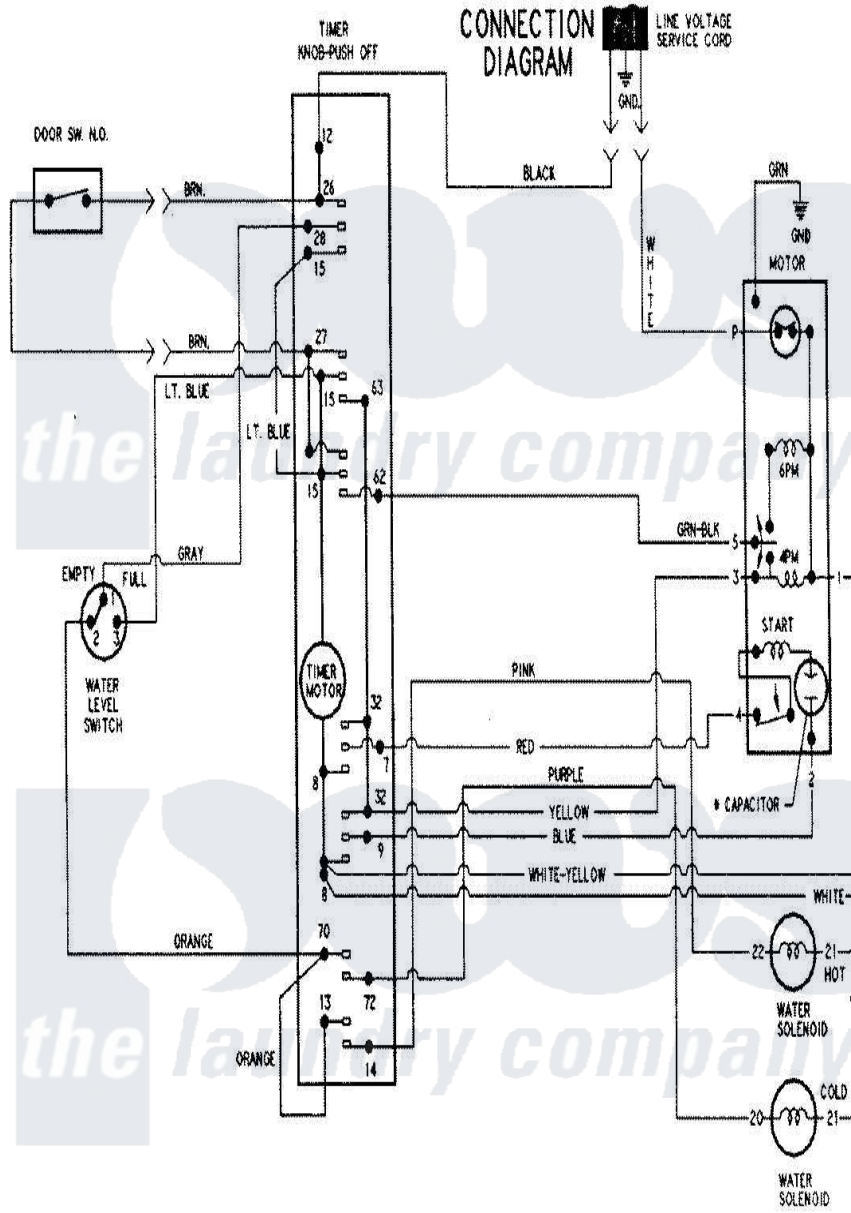 CONNECTION
DIAGRAM
LINE VOLTAGE
SERVICE CORD
TIMER
KNOB-PUSH OFF
GND.
DOOR SW. N.O.
12
BLACK
GRN
BRN.
26
GND
28
WHITE
MOTOR
15
BRN.
27
P
LT. BLUE
15
63
LT. BLUE
6PM
15
62
GRN-BLK
5
GRAY
4PM
EMPTY
FULL
3
1
1
2
3
START
WATER
LEVEL
SWITCH
TIMER
MOTOR
PINK
32
4
RED
7
8
PURPLE
2
32
YELLOW
* CAPACITOR
BLUE
9
WHITE-YELLOW
8
WHITE
70
ORANGE
22
21
HOT
72
13
WATER
SOLENOID
ORANGE
14
COLD
20
21
WATER
SOLENOID
the laundry company
the laundry company